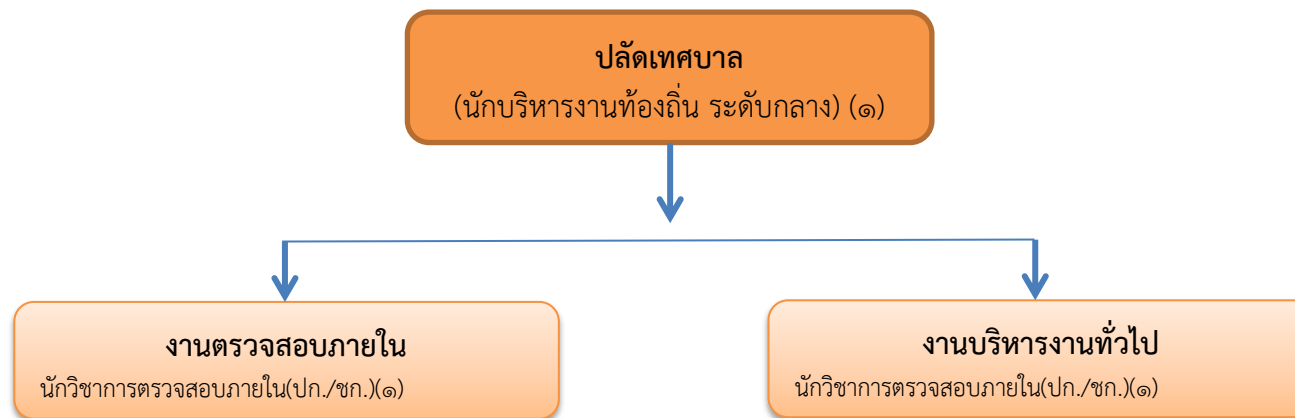 ปลัดเทศบาล
(นักบริหารงานท้องถิ่น ระดับกลาง) (๑)
งานตรวจสอบภายใน
นักวิชาการตรวจสอบภายใน(ปก./ชก.)(๑)
งานบริหารงานทั่วไป
นักวิชาการตรวจสอบภายใน(ปก./ชก.)(๑)